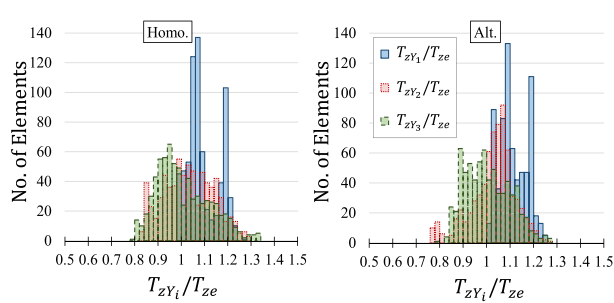 Homo.
No. of Elements
140
120
100
80
60
40
20
0
0.5 0.6 0.7 0.8 0.9 1 1.1 1.2 1.3 1.4 1.5
T_{zY_i}/T_{ze}
Alt.
No. of Elements
140
120
100
80
60
40
20
0
T_{zY_1}/T_{ze}
T_{zY_2}/T_{ze}
T_{zY_3}/T_{ze}
0.5 0.6 0.7 0.8 0.9 1 1.1 1.2 1.3 1.4 1.5
T_{zY_i}/T_{ze}